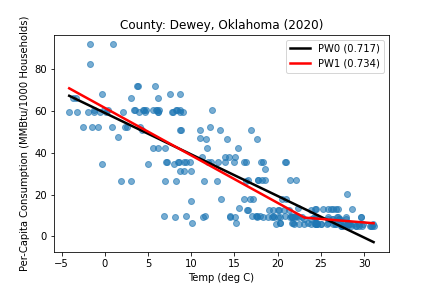 County: Dewey, Oklahoma (2020)
PW0 (0.717)
PW1 (0.734)
Per-Capita Consumption (MMBtu/1000 Households)
80
60
40
20
0
−5 0 5 10 15 20 25 30
Temp (deg C)